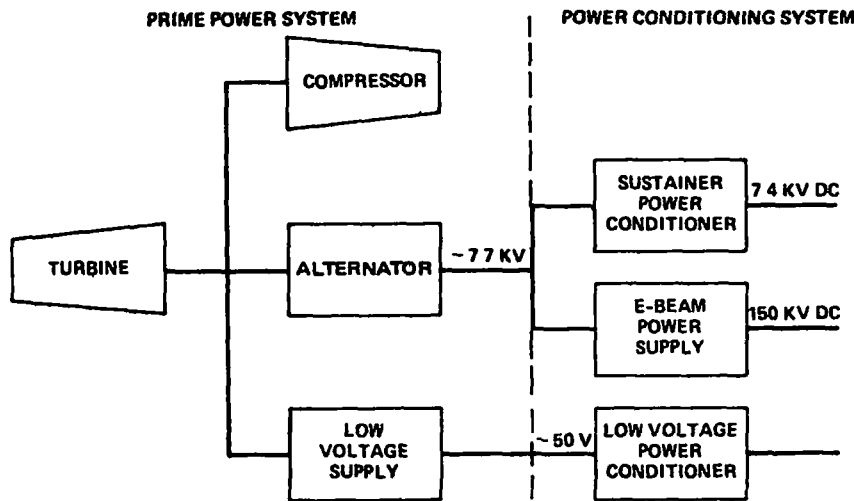 PRIME POWER SYSTEM
POWER CONDITIONING SYSTEM
COMPRESSOR
SUSTAINER
POWER
CONDITIONER
7 4 KV DC
TURBINE
ALTERNATOR
~ 7 7 KV
E-BEAM
POWER
SUPPLY
150 KV DC
LOW
VOLTAGE
SUPPLY
~ 50 V
LOW VOLTAGE
POWER
CONDITIONER